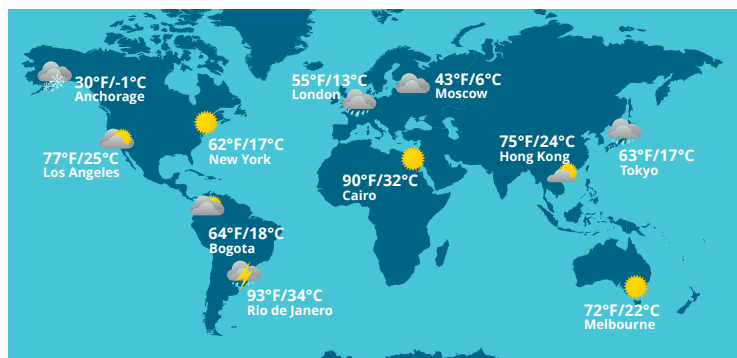 30°F/-1°C
Anchorage
55°F/13°C
London
43°F/6°C
Moscow
77°F/25°C
Los Angeles
62°F/17°C
New York
75°F/24°C
Hong Kong
63°F/17°C
Tokyo
90°F/32°C
Cairo
64°F/18°C
Bogota
93°F/34°C
Rio de Janero
72°F/22°C
Melbourne